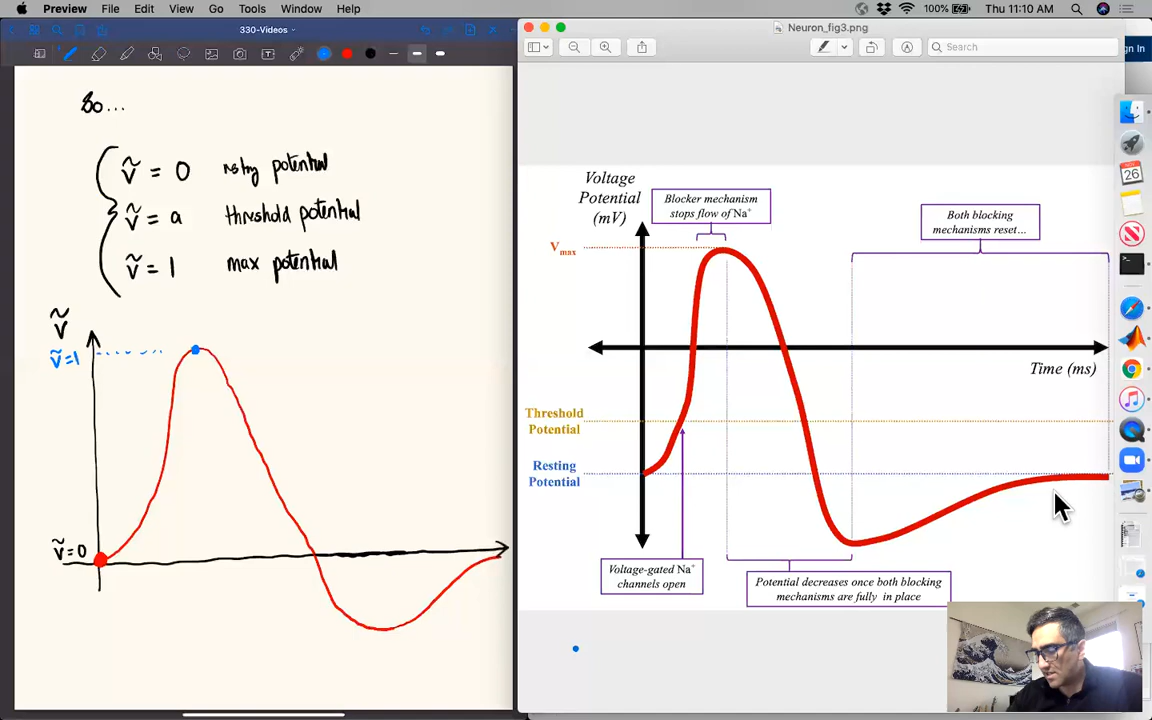 Preview File Edit View Go Tools Window Help
100% Thu 11:10 AM
330-Videos
So...
ṽ = 0 resting potential
ṽ = a threshold potential
ṽ = 1 max potential
ṽ
ṽ=1
ṽ=0
Neuron_fig3.png
Search
gn In
26
Voltage
Potential
(mV)
Blocker mechanism
stops flow of Na⁺
Both blocking
mechanisms reset…
Vmax
Time (ms)
Threshold
Potential
Resting
Potential
Voltage-gated Na⁺
channels open
Potential decreases once both blocking
mechanisms are fully in place